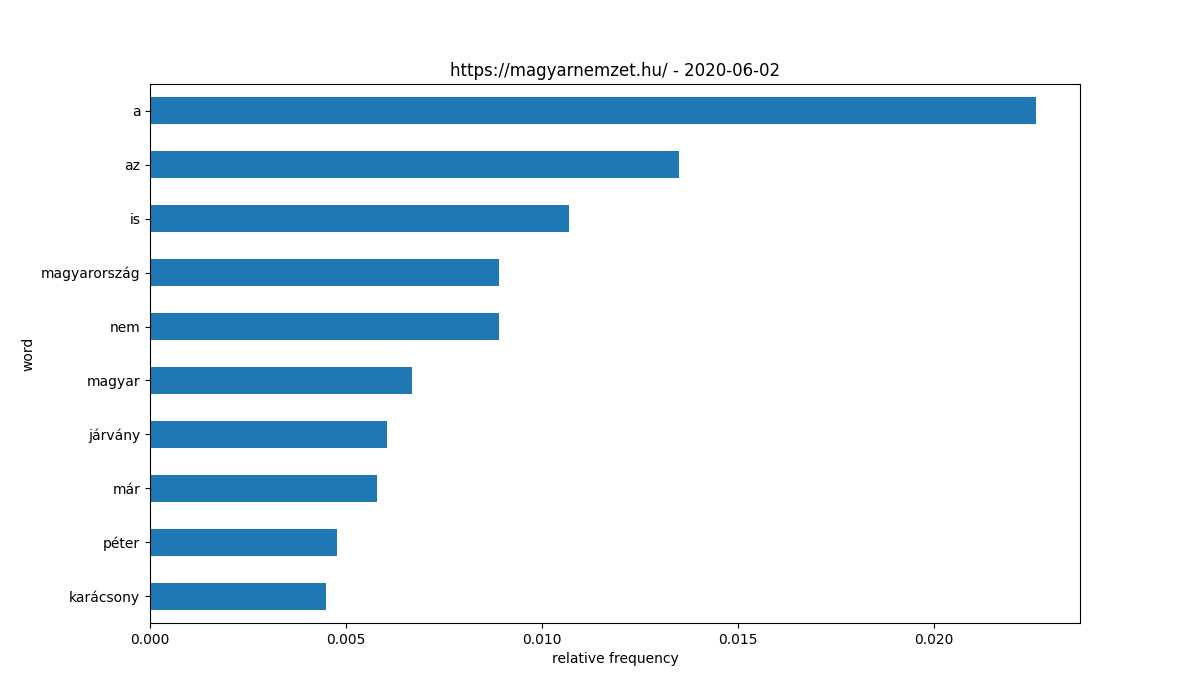 https://magyarnemzet.hu/ - 2020-06-02
a
az
is
magyarország
nem
magyar
járvány
már
péter
karácsony
word
0.000 0.005 0.010 0.015 0.020
relative frequency